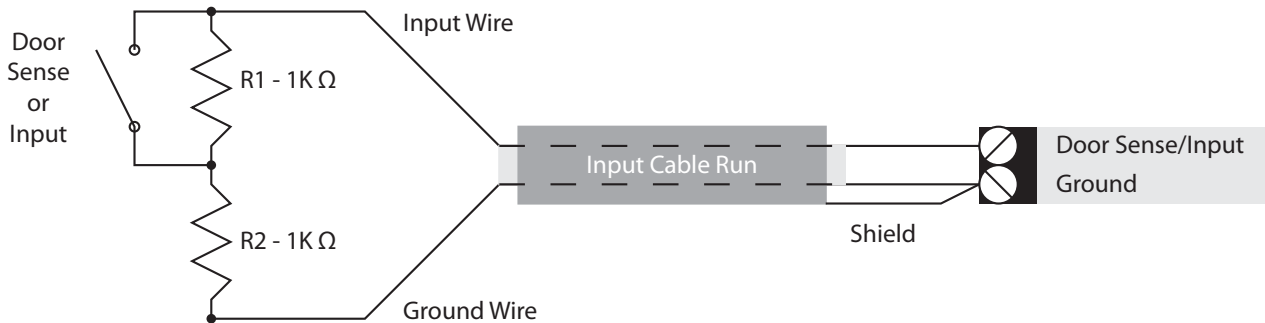 Door
Sense
or
Input
R1 - 1K Ω
R2 - 1K Ω
Input Wire
Ground Wire
Input Cable Run
Shield
Door Sense/Input
Ground